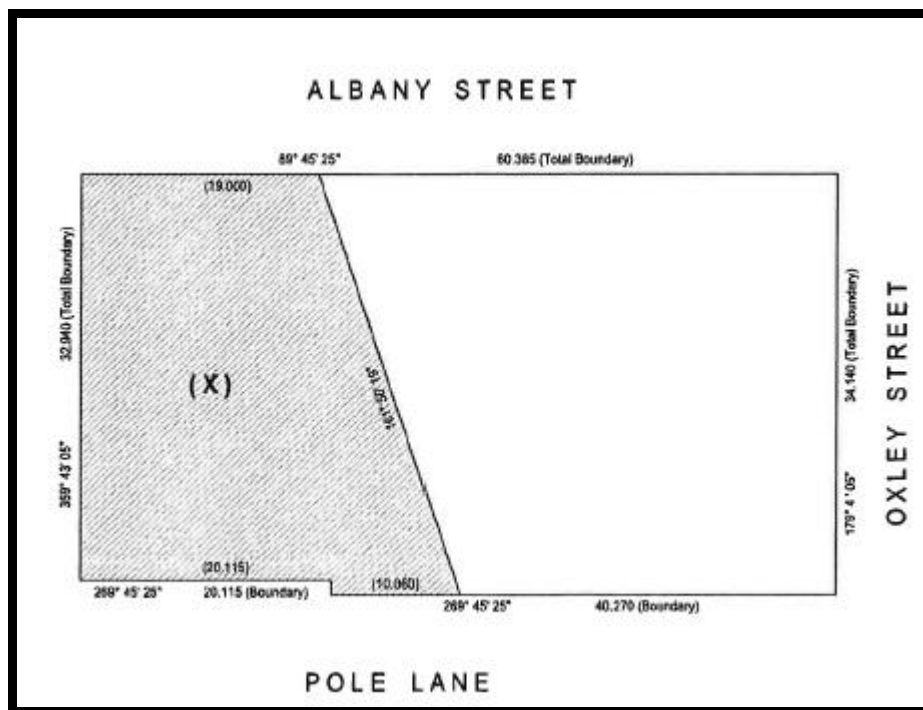 ALBANY STREET
89° 45' 25"
60.385 (Total Boundary)
(19.000)
32.940 (Total Boundary)
359° 43' 05"
(X)
161° 50' 19"
34.140 (Total Boundary)
179° 4 ' 05"
OXLEY STREET
(20.115)
269° 45' 25"
20.115 (Boundary)
(10.060)
269° 45' 25"
40.270 (Boundary)
POLE LANE